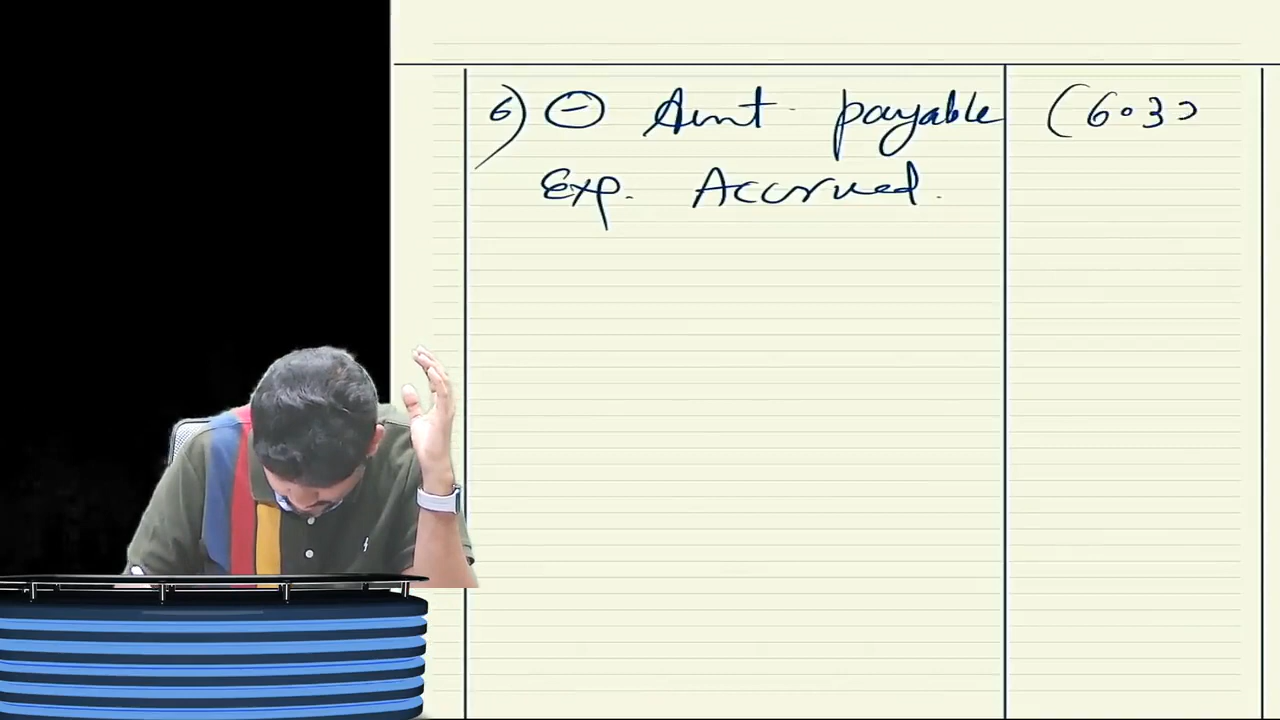 6) ⊖ Amt. payable (6.3)
Exp. Accrued.